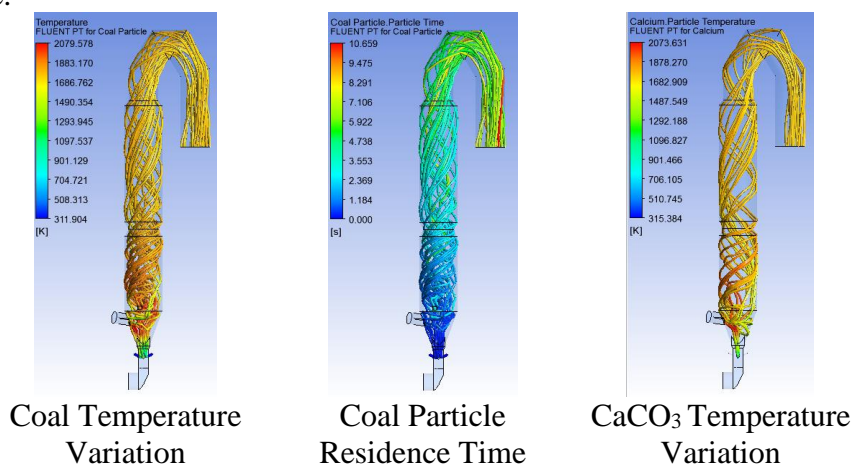 Temperature
FLUENT PT for Coal Particle
2079.578
1883.170
1686.762
1490.354
1293.945
1097.537
901.129
704.721
508.313
311.904
[K]
Coal Particle.Particle Time
FLUENT PT for Coal Particle
10.659
9.475
8.291
7.106
5.922
4.738
3.553
2.369
1.184
0.000
[s]
Calcium.Particle Temperature
FLUENT PT for Calcium
2073.631
1878.270
1682.909
1487.549
1292.188
1096.827
901.466
706.105
510.745
315.384
[K]
Coal Temperature
Variation
Coal Particle
Residence Time
CaCO₃ Temperature
Variation